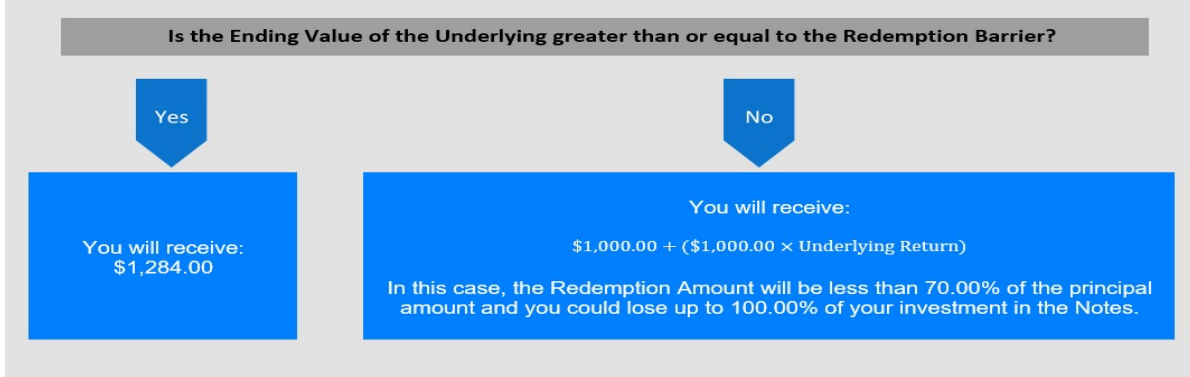 Is the Ending Value of the Underlying greater than or equal to the Redemption Barrier?
Yes
No
You will receive:
$1,284.00
You will receive:
$1,000.00 + ($1,000.00 × Underlying Return)
In this case, the Redemption Amount will be less than 70.00% of the principal
amount and you could lose up to 100.00% of your investment in the Notes.